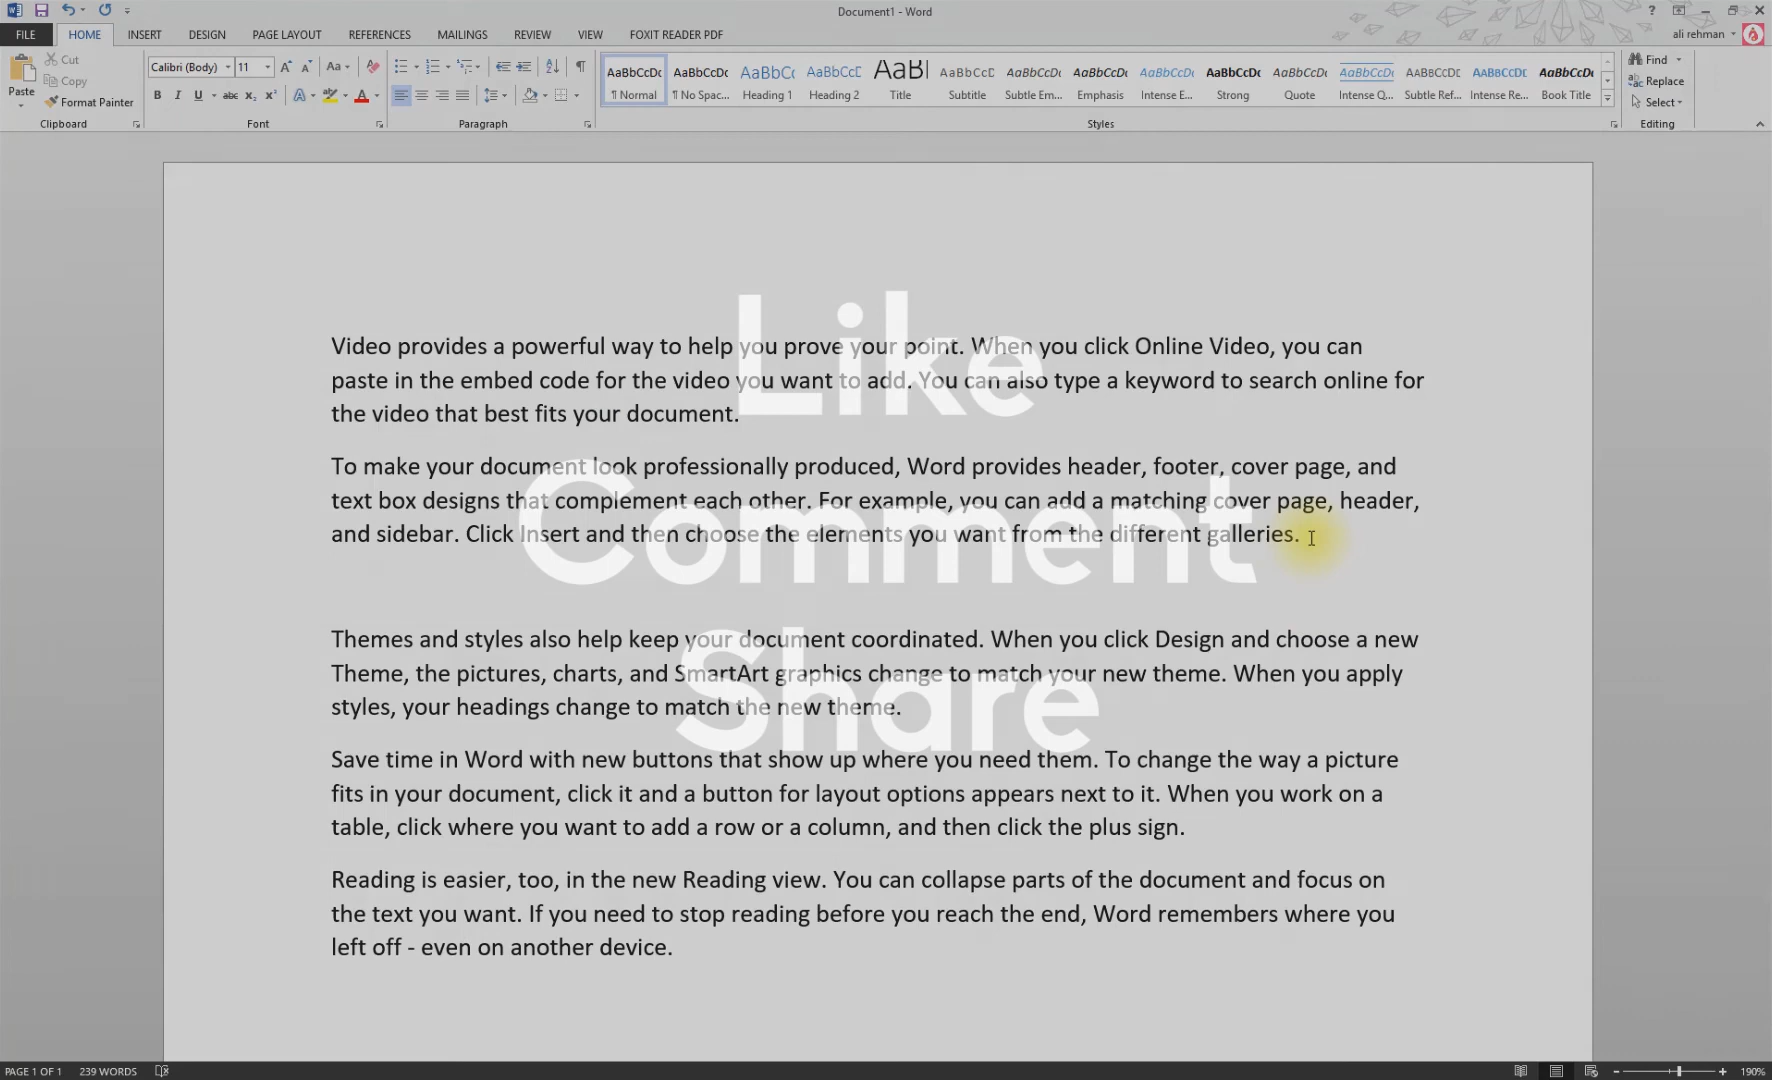 Document1 - Word
ali rehman
FILE
HOME
INSERT
DESIGN
PAGE LAYOUT
REFERENCES
MAILINGS
REVIEW
VIEW
FOXIT READER PDF
Paste
Cut
Copy
Format Painter
Clipboard
Calibri (Body)
11
Font
Paragraph
AaBbCcDc
¶ Normal
AaBbCcDc
¶ No Spac...
AaBbCc
Heading 1
AaBbCcE
Heading 2
AaBl
Title
AaBbCcD
Subtitle
AaBbCcDc
Subtle Em...
AaBbCcDc
Emphasis
AaBbCcDc
Intense E...
AaBbCcDc
Strong
AaBbCcDc
Quote
AaBbCcDc
Intense Q...
AABBCCDD
Subtle Ref...
AABBCCDC
Intense Re...
AaBbCcDc
Book Title
Styles
Find
Replace
Select
Editing
Video provides a powerful way to help you prove your point. When you click Online Video, you can
paste in the embed code for the video you want to add. You can also type a keyword to search online for
the video that best fits your document.
To make your document look professionally produced, Word provides header, footer, cover page, and
text box designs that complement each other. For example, you can add a matching cover page, header,
and sidebar. Click Insert and then choose the elements you want from the different galleries.
Themes and styles also help keep your document coordinated. When you click Design and choose a new
Theme, the pictures, charts, and SmartArt graphics change to match your new theme. When you apply
styles, your headings change to match the new theme.
Save time in Word with new buttons that show up where you need them. To change the way a picture
fits in your document, click it and a button for layout options appears next to it. When you work on a
table, click where you want to add a row or a column, and then click the plus sign.
Reading is easier, too, in the new Reading view. You can collapse parts of the document and focus on
the text you want. If you need to stop reading before you reach the end, Word remembers where you
left off - even on another device.
Like
Comment
Share
PAGE 1 OF 1
239 WORDS
190%